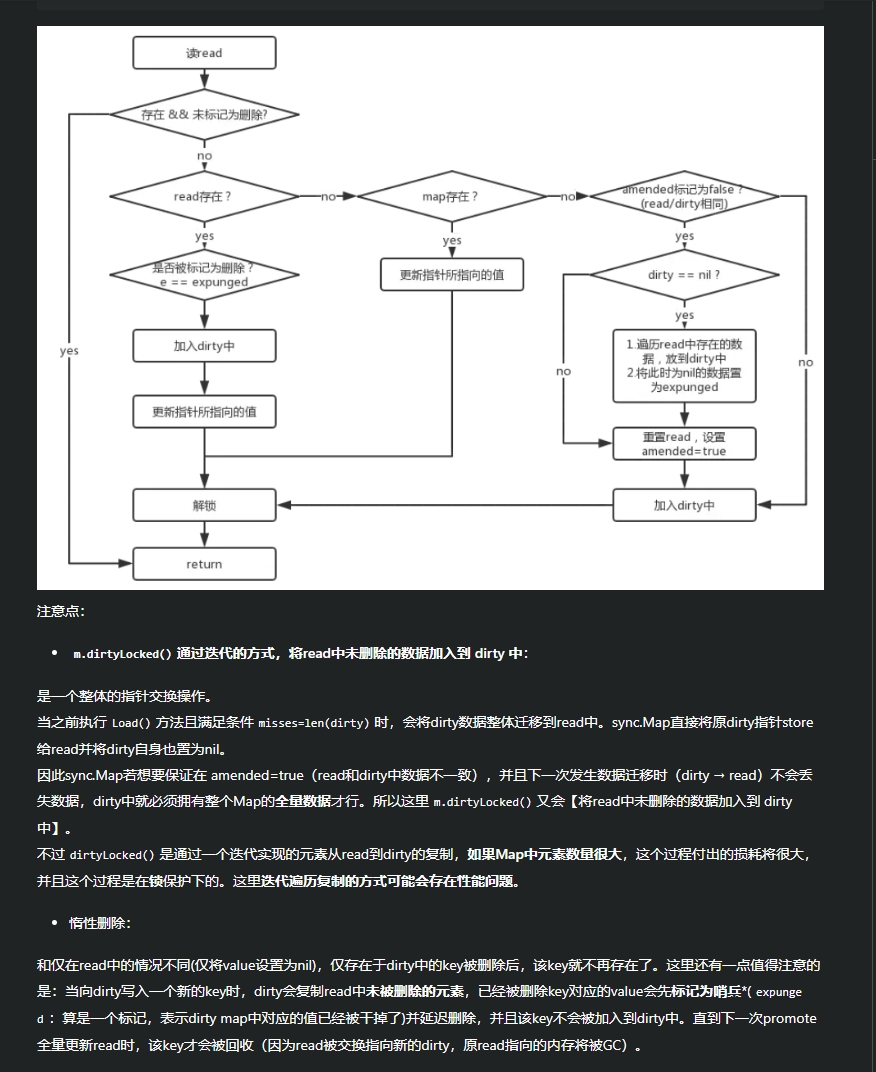 读read
存在 && 未标记为删除?
no
read存在？
no
map存在？
no
amended标记为false？
(read/dirty相同)
yes
yes
yes
是否被标记为删除？
e == expunged
更新指针所指向的值
dirty == nil ?
yes
加入dirty中
yes
no
1.遍历read中存在的数
据，放到dirty中
2.将此时为nil的数据置
为expunged
no
更新指针所指向的值
重置read，设置
amended=true
解锁
加入dirty中
return
注意点：
• m.dirtyLocked() 通过迭代的方式，将read中未删除的数据加入到 dirty 中：
是一个整体的指针交换操作。
当之前执行 Load() 方法且满足条件 misses=len(dirty) 时，会将dirty数据整体迁移到read中。sync.Map直接将原dirty指针store
给read并将dirty自身也置为nil。
因此sync.Map若想要保证在 amended=true（read和dirty中数据不一致），并且下一次发生数据迁移时（dirty → read）不会丢
失数据，dirty中就必须拥有整个Map的全量数据才行。所以这里 m.dirtyLocked() 又会【将read中未删除的数据加入到 dirty
中】。
不过 dirtyLocked() 是通过一个迭代实现的元素从read到dirty的复制，如果Map中元素数量很大，这个过程付出的损耗将很大，
并且这个过程是在锁保护下的。这里迭代遍历复制的方式可能会存在性能问题。
• 惰性删除：
和仅在read中的情况不同(仅将value设置为nil)，仅存在于dirty中的key被删除后，该key就不再存在了。这里还有一点值得注意的
是：当向dirty写入一个新的key时，dirty会复制read中未被删除的元素，已经被删除key对应的value会先标记为哨兵*( expunge
d ：算是一个标记，表示dirty map中对应的值已经被干掉了)并延迟删除，并且该key不会被加入到dirty中。直到下一次promote
全量更新read时，该key才会被回收（因为read被交换指向新的dirty，原read指向的内存将被GC）。